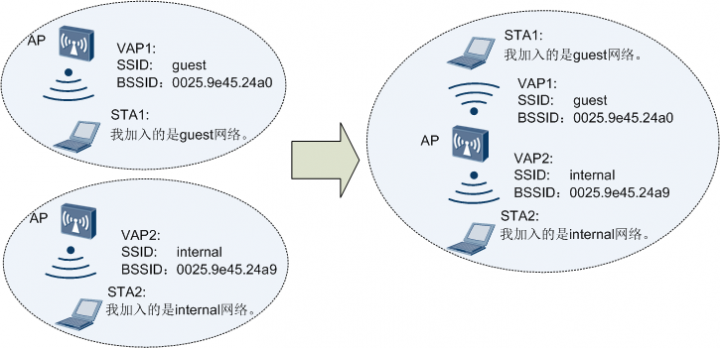 AP
VAP1:
SSID: guest
BSSID：0025.9e45.24a0
STA1:
我加入的是guest网络。
AP
VAP2:
SSID: internal
BSSID：0025.9e45.24a9
STA2:
我加入的是internal网络。
STA1:
我加入的是guest网络。
VAP1:
SSID: guest
BSSID：0025.9e45.24a0
AP
VAP2:
SSID: internal
BSSID：0025.9e45.24a9
STA2:
我加入的是internal网络。